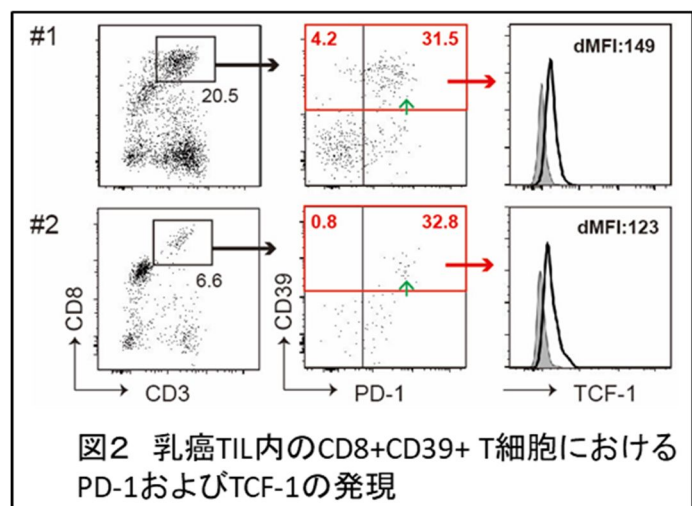 #1
20.5
4.2 31.5
dMFI:149
#2
6.6
0.8 32.8
dMFI:123
CD8
CD3
CD39
PD-1
TCF-1
図2 乳癌TIL内のCD8+CD39+ T細胞における
PD-1およびTCF-1の発現